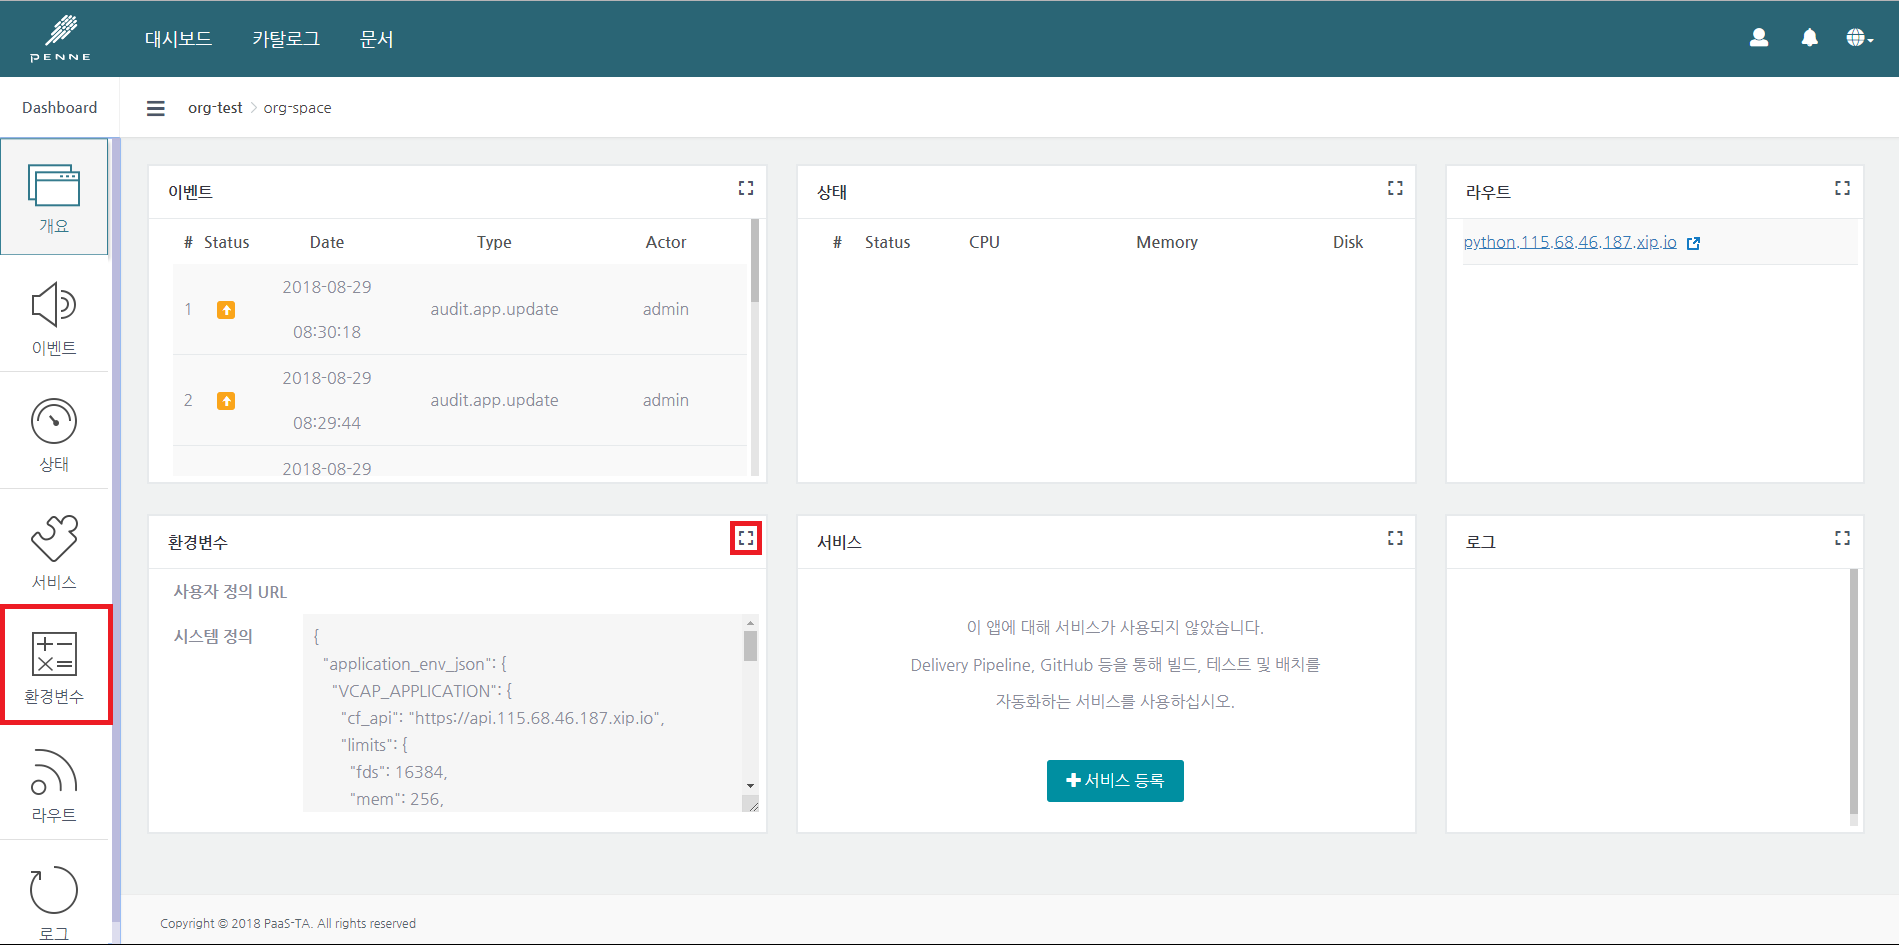 PENNE
대시보드 카탈로그 문서
Dashboard
org-test > org-space
개요
이벤트
상태
서비스
환경변수
라우트
로그
이벤트
# Status Date Type Actor
1 2018-08-29 08:30:18 audit.app.update admin
2 2018-08-29 08:29:44 audit.app.update admin
2018-08-29
상태
# Status CPU Memory Disk
라우트
python.115.68.46.187.xip.io
환경변수
사용자 정의 URL
시스템 정의
{
"application_env_json": {
"VCAP_APPLICATION": {
"cf_api": "https://api.115.68.46.187.xip.io",
"limits": {
"fds": 16384,
"mem": 256,
서비스
이 앱에 대해 서비스가 사용되지 않았습니다.
Delivery Pipeline, GitHub 등을 통해 빌드, 테스트 및 배치를
자동화하는 서비스를 사용하십시오.
+ 서비스 등록
로그
Copyright © 2018 PaaS-TA. All rights reserved